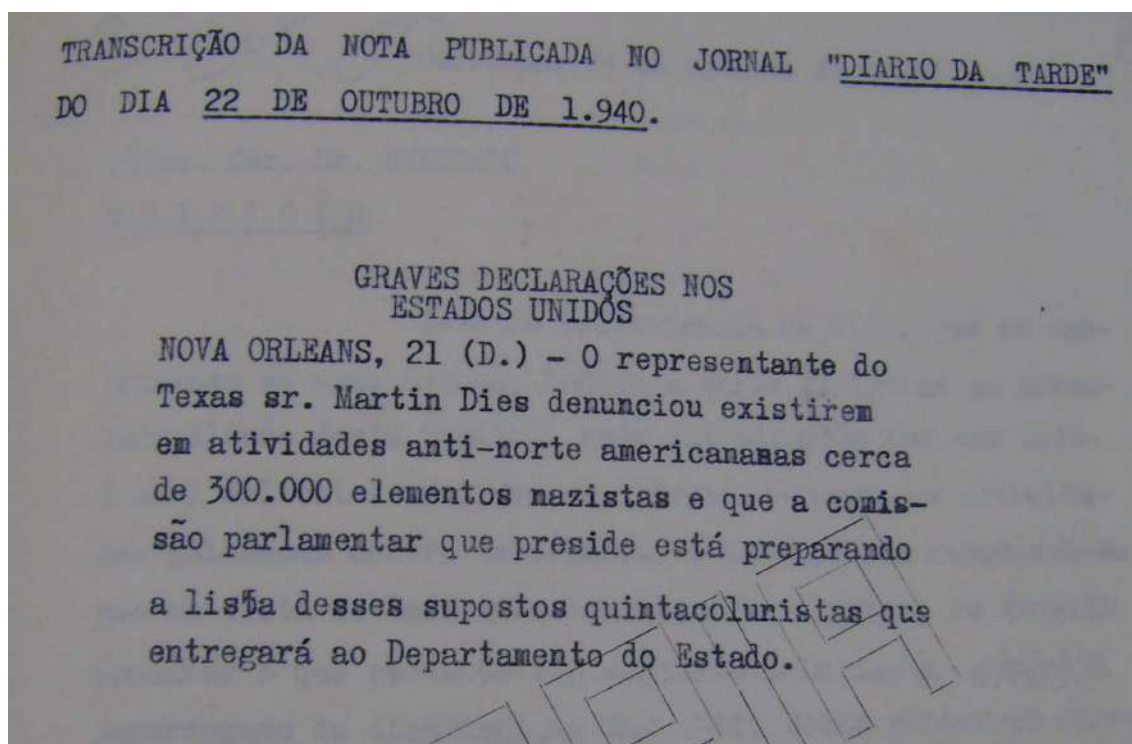 TRANSCRIÇÃO DA NOTA PUBLICADA NO JORNAL "DIARIO DA TARDE"
DO DIA 22 DE OUTUBRO DE 1.940.
GRAVES DECLARAÇÕES NOS
ESTADOS UNIDOS
NOVA ORLEANS, 21 (D.) - O representante do
Texas sr. Martin Dies denunciou existirem
em atividades anti-norte americanamas cerca
de 300.000 elementos nazistas e que a comis-
são parlamentar que preside está preparando
a lista desses supostos quintacolunistas que
entregará ao Departamento do Estado.